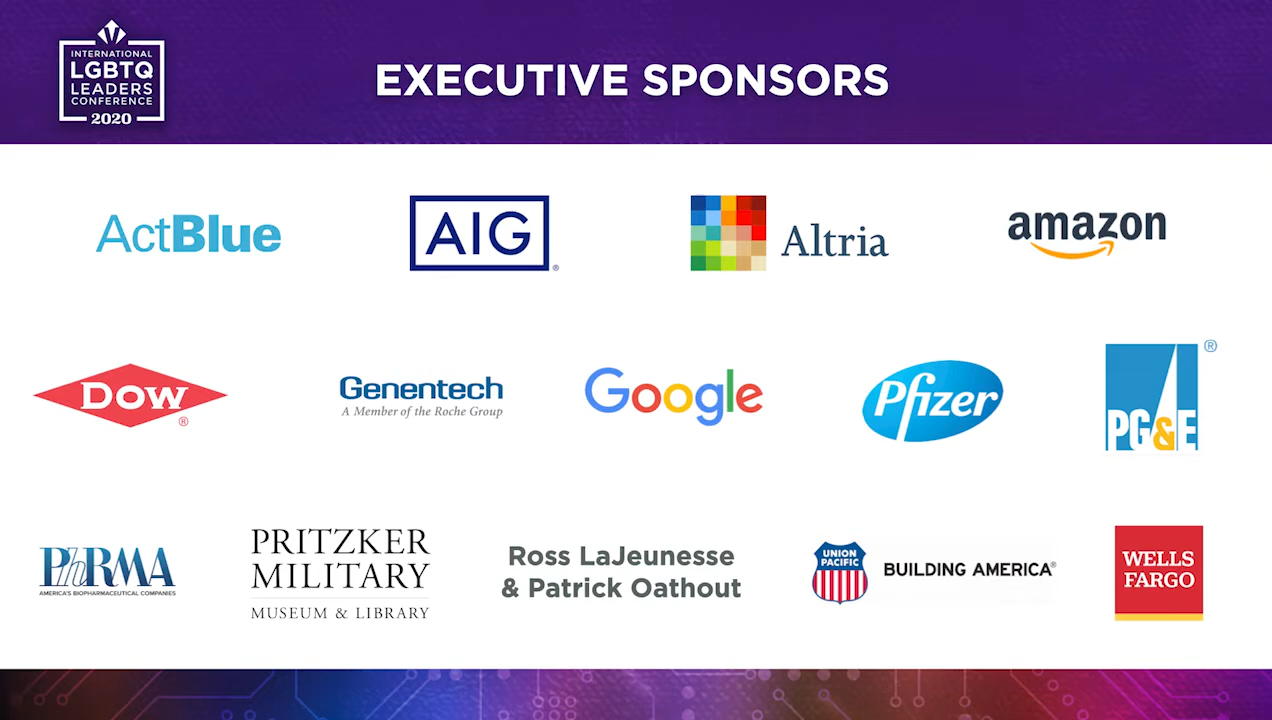 INTERNATIONAL
LGBTQ
LEADERS
CONFERENCE
2020
EXECUTIVE SPONSORS
ActBlue
AIG®
Altria
amazon
DOW®
Genentech
A Member of the Roche Group
Google
Pfizer
PG&E®
PhRMA
AMERICA'S BIOPHARMACEUTICAL COMPANIES
PRITZKER
MILITARY
MUSEUM & LIBRARY
Ross LaJeunesse
& Patrick Oathout
UNION
PACIFIC
BUILDING AMERICA®
WELLS
FARGO